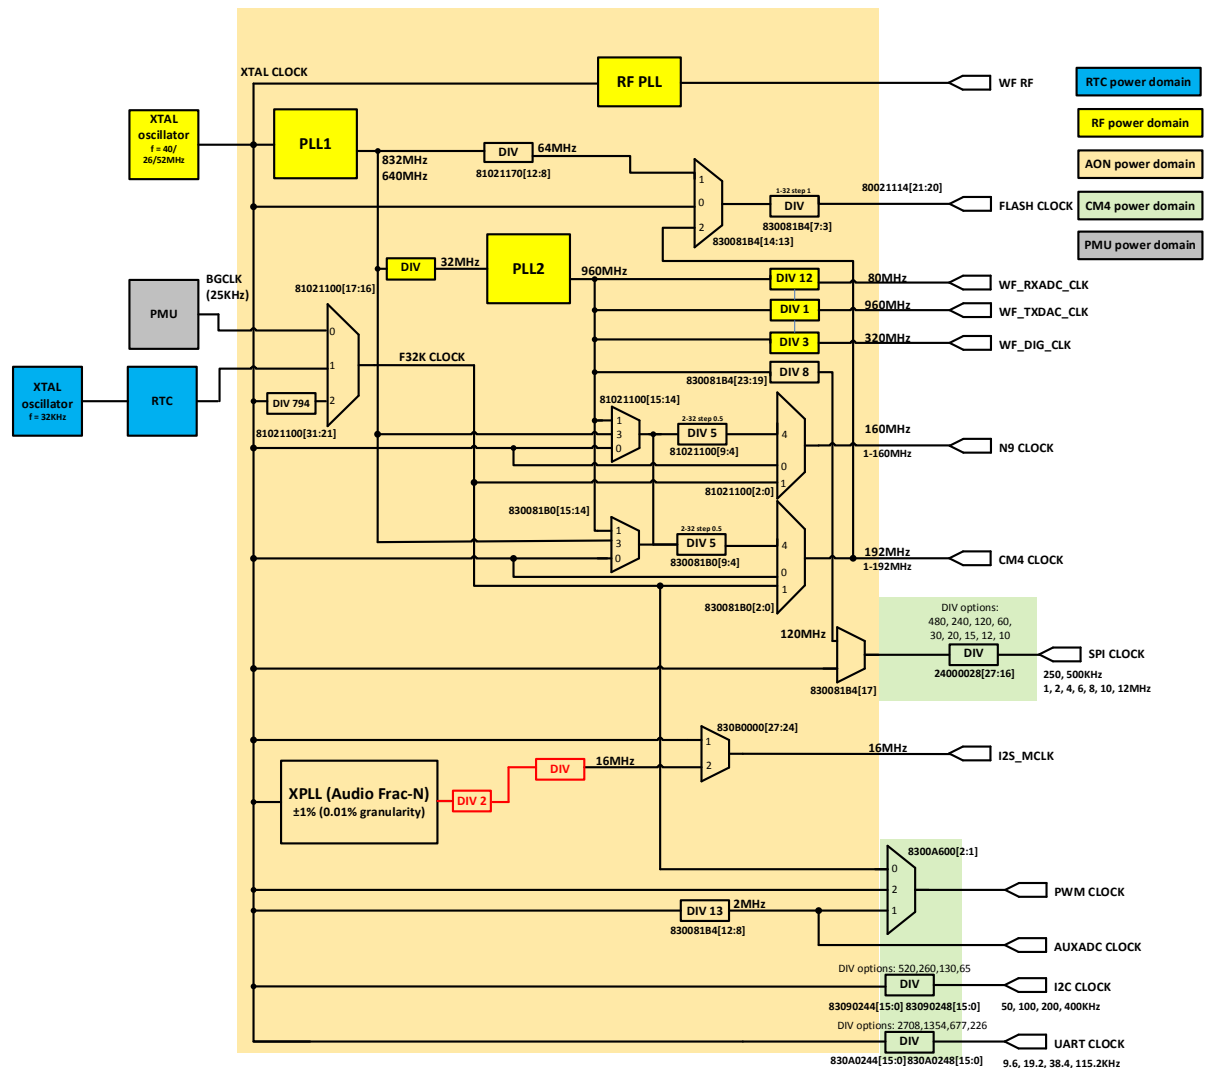 XTAL CLOCK
RF PLL
WF RF
RTC power domain
XTAL
oscillator
f = 40/
26/52MHz
PLL1
832MHz
640MHz
DIV
64MHz
81021170[12:8]
1
0
2
830081B4[14:13]
1-32 step 1
DIV
830081B4[7:3]
80021114[21:20]
FLASH CLOCK
RF power domain
AON power domain
CM4 power domain
PMU power domain
DIV
32MHz
PLL2
960MHz
DIV 12
80MHz
WF_RXADC_CLK
DIV 1
960MHz
WF_TXDAC_CLK
DIV 3
320MHz
WF_DIG_CLK
DIV 8
830081B4[23:19]
PMU
BGCLK
(25KHz)
81021100[17:16]
0
1
2
F32K CLOCK
XTAL
oscillator
f = 32KHz
RTC
DIV 794
81021100[31:21]
81021100[15:14]
1
3
0
2-32 step 0.5
DIV 5
81021100[9:4]
4
0
1
81021100[2:0]
160MHz
1-160MHz
N9 CLOCK
830081B0[15:14]
1
3
0
2-32 step 0.5
DIV 5
830081B0[9:4]
4
0
1
830081B0[2:0]
192MHz
1-192MHz
CM4 CLOCK
120MHz
830081B4[17]
DIV options:
480, 240, 120, 60,
30, 20, 15, 12, 10
DIV
24000028[27:16]
SPI CLOCK
250, 500KHz
1, 2, 4, 6, 8, 10, 12MHz
830B0000[27:24]
1
2
16MHz
I2S_MCLK
XPLL (Audio Frac-N)
±1% (0.01% granularity)
DIV 2
DIV
16MHz
8300A600[2:1]
0
2
1
PWM CLOCK
DIV 13
2MHz
830081B4[12:8]
AUXADC CLOCK
DIV options: 520,260,130,65
DIV
83090244[15:0] 83090248[15:0]
I2C CLOCK
50, 100, 200, 400KHz
DIV options: 2708,1354,677,226
DIV
830A0244[15:0] 830A0248[15:0]
UART CLOCK
9.6, 19.2, 38.4, 115.2KHz